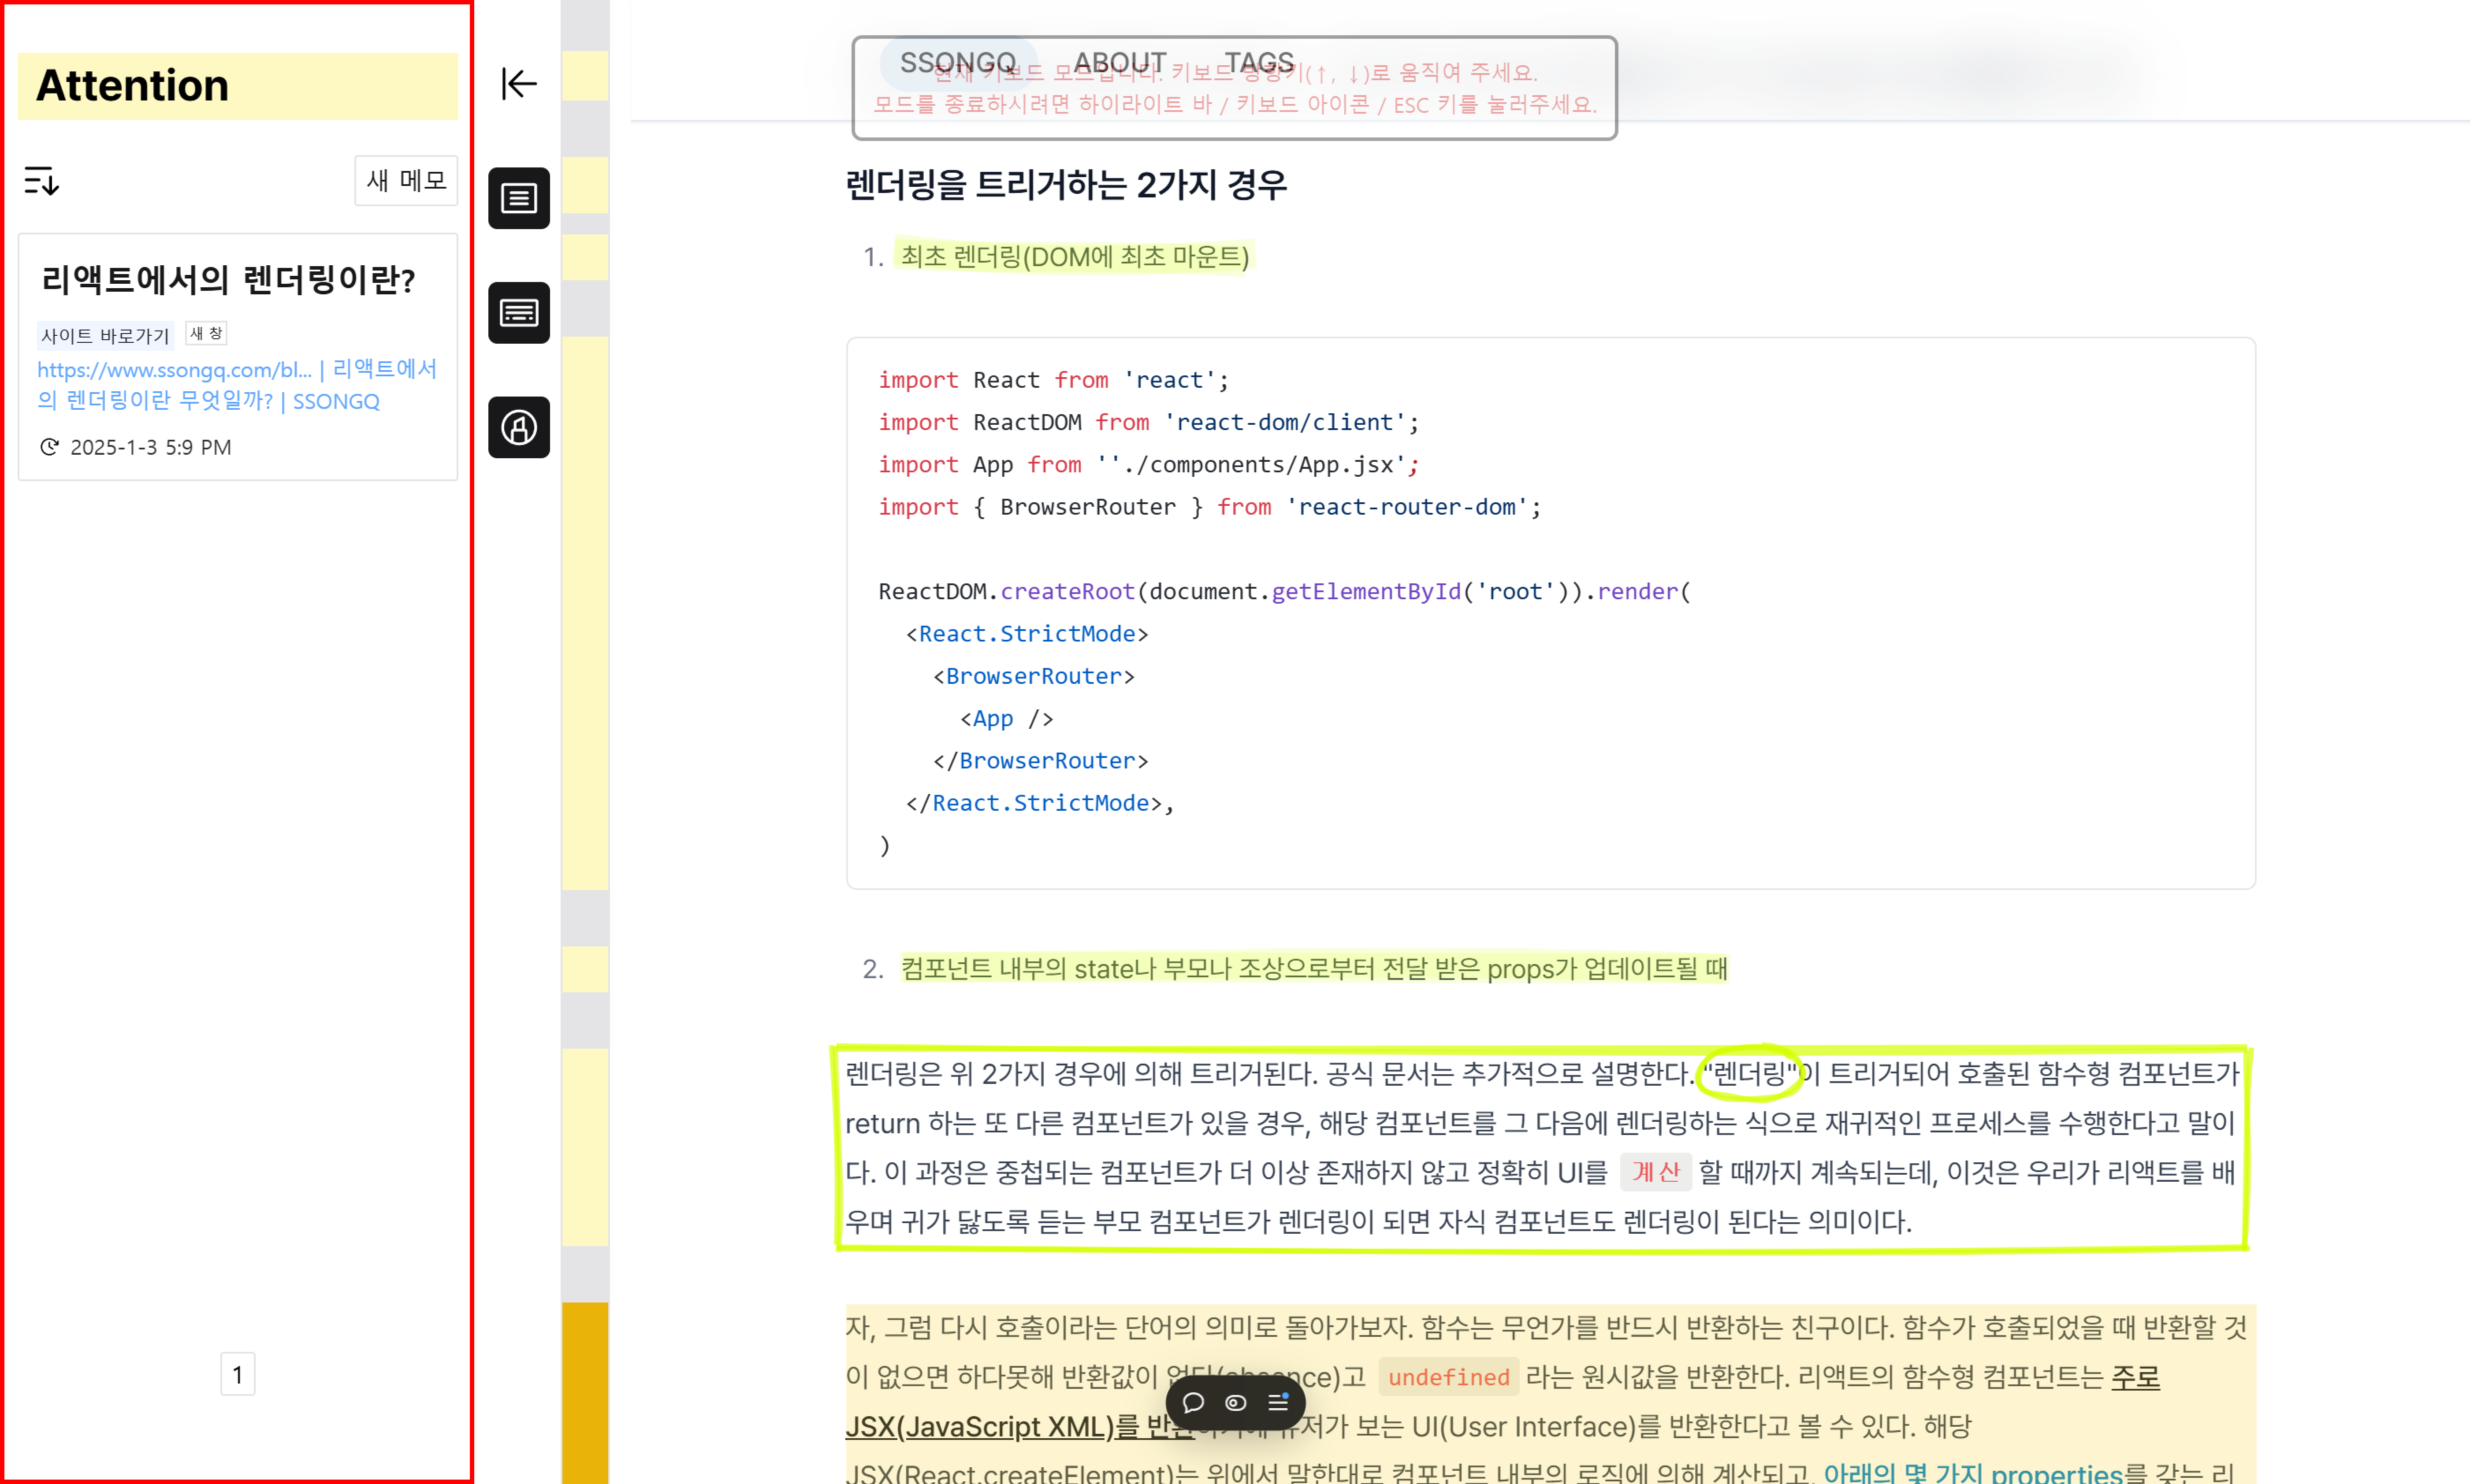 Attention
새 메모
리액트에서의 렌더링이란?
사이트 바로가기 새 창
https://www.ssongq.com/bl... | 리액트에서
의 렌더링이란 무엇일까? | SSONGQ
2025-1-3 5:9 PM
1
SSONGQ ABOUT TAGS
현재 키보드 모드입니다. 키보드 방향키(↑, ↓)로 움직여 주세요.
모드를 종료하시려면 하이라이트 바 / 키보드 아이콘 / ESC 키를 눌러주세요.
렌더링을 트리거하는 2가지 경우
1. 최초 렌더링(DOM에 최초 마운트)
import React from 'react';
import ReactDOM from 'react-dom/client';
import App from ''./components/App.jsx';
import { BrowserRouter } from 'react-router-dom';
ReactDOM.createRoot(document.getElementById('root')).render(
<React.StrictMode>
<BrowserRouter>
<App />
</BrowserRouter>
</React.StrictMode>,
)
2. 컴포넌트 내부의 state나 부모나 조상으로부터 전달 받은 props가 업데이트될 때
렌더링은 위 2가지 경우에 의해 트리거된다. 공식 문서는 추가적으로 설명한다. "렌더링"이 트리거되어 호출된 함수형 컴포넌트가
return 하는 또 다른 컴포넌트가 있을 경우, 해당 컴포넌트를 그 다음에 렌더링하는 식으로 재귀적인 프로세스를 수행한다고 말이
다. 이 과정은 중첩되는 컴포넌트가 더 이상 존재하지 않고 정확히 UI를 계산 할 때까지 계속되는데, 이것은 우리가 리액트를 배
우며 귀가 닳도록 듣는 부모 컴포넌트가 렌더링이 되면 자식 컴포넌트도 렌더링이 된다는 의미이다.
자, 그럼 다시 호출이라는 단어의 의미로 돌아가보자. 함수는 무언가를 반드시 반환하는 친구이다. 함수가 호출되었을 때 반환할 것
이 없으면 하다못해 반환값이 없다(absence)고 undefined 라는 원시값을 반환한다. 리액트의 함수형 컴포넌트는 주로
JSX(JavaScript XML)를 반환 유저가 보는 UI(User Interface)를 반환한다고 볼 수 있다. 해당
JSX(React.createElement)는 위에서 말한대로 컴포넌트 내부의 로직에 의해 계산되고, 아래의 몇 가지 properties를 갖는 리